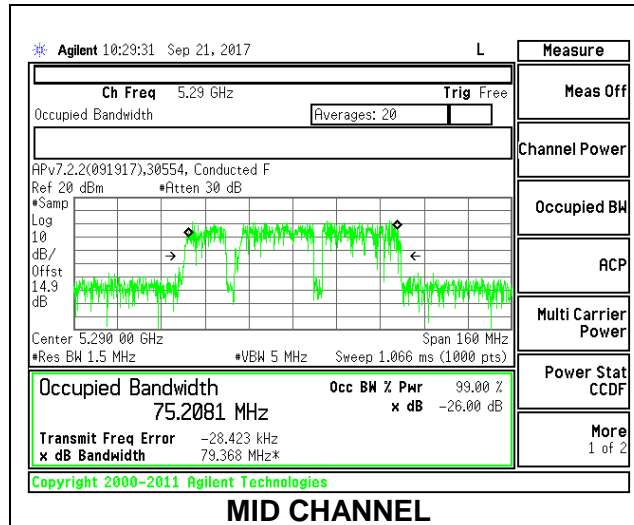 Agilent 10:29:31 Sep 21, 2017 L Measure
Ch Freq 5.29 GHz Trig Free
Meas Off
Occupied Bandwidth Averages: 20
Channel Power
APv7.2.2(091917),30554, Conducted F
Ref 20 dBm #Atten 30 dB
#Samp
Log
10
dB/
Offst
14.9
dB
Occupied BW
ACP
Multi Carrier
Power
Center 5.290 00 GHz Span 160 MHz
#Res BW 1.5 MHz #VBW 5 MHz Sweep 1.066 ms (1000 pts)
Power Stat
CCDF
Occupied Bandwidth Occ BW % Pwr 99.00 %
75.2081 MHz x dB -26.00 dB
Transmit Freq Error -28.423 kHz
x dB Bandwidth 79.368 MHz*
More
1 of 2
Copyright 2000-2011 Agilent Technologies
MID CHANNEL